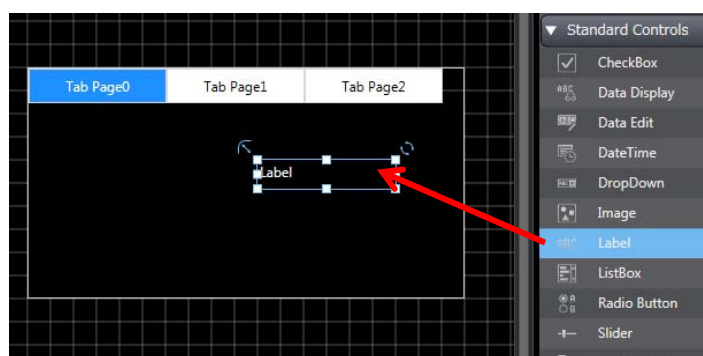 Standard Controls
CheckBox
Tab Page0 Tab Page1 Tab Page2
Data Display
Data Edit
DateTime
Label
DropDown
Image
Label
ListBox
Radio Button
Slider